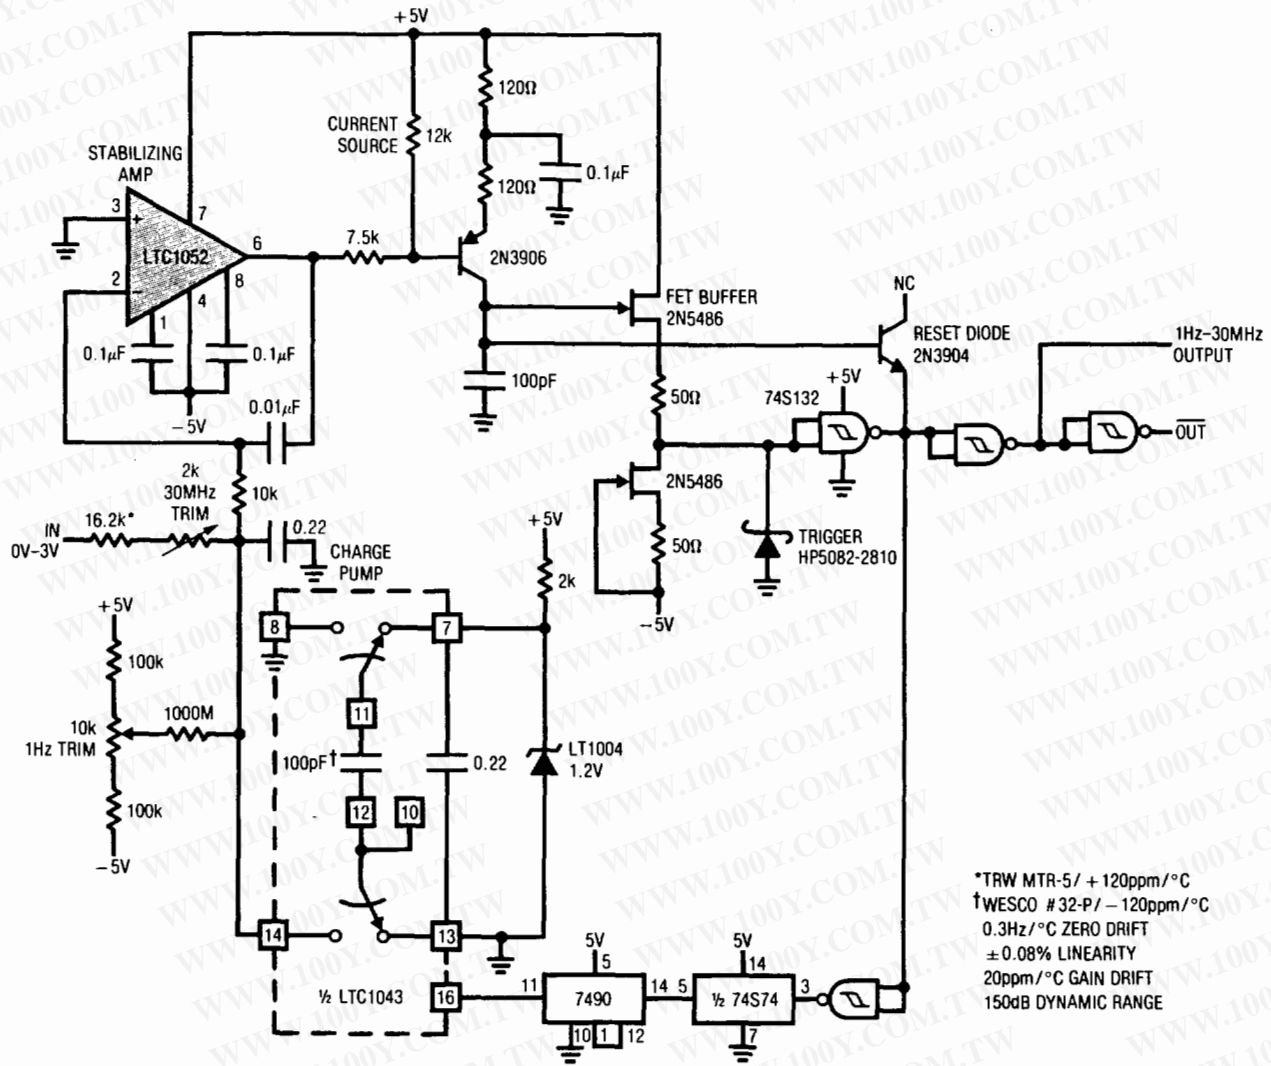 +5V
120Ω
CURRENT
SOURCE
12k
STABILIZING
AMP
0.1μF
120Ω
3
7
+
LTC1052
6
7.5k
2N3906
2
8
−
4
1
FET BUFFER
2N5486
NC
RESET DIODE
2N3904
1Hz–30MHz
OUTPUT
0.1μF
0.1μF
100pF
50Ω
+5V
74S132
−5V
0.01μF
OUT
2k
30MHz
TRIM
10k
2N5486
IN
0V–3V
16.2k*
0.22
+5V
CHARGE
PUMP
50Ω
TRIGGER
HP5082-2810
2k
−5V
+5V
8
7
100k
11
10k
1Hz TRIM
1000M
LT1004
1.2V
100pF†
0.22
12
10
100k
−5V
*TRW MTR-5/ +120ppm/°C
†WESCO #32-P/ −120ppm/°C
0.3Hz/°C ZERO DRIFT
±0.08% LINEARITY
20ppm/°C GAIN DRIFT
150dB DYNAMIC RANGE
14
13
5V
5
5V
14
½ LTC1043
16
11
7490
14
5
½ 74S74
3
10
1
12
7
WWW.100Y.COM.TW